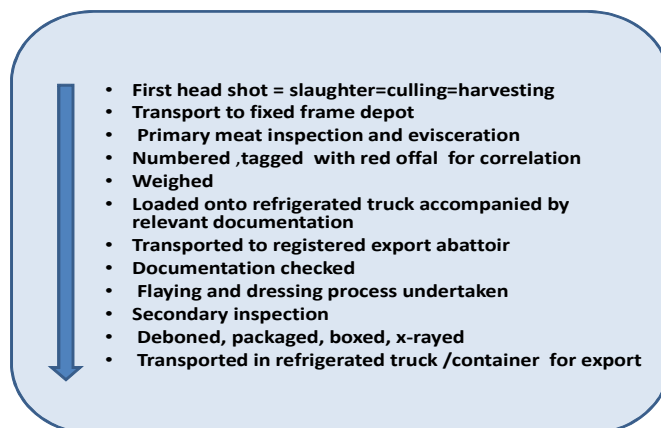 • First head shot = slaughter=culling=harvesting
• Transport to fixed frame depot
• Primary meat inspection and evisceration
• Numbered ,tagged with red offal for correlation
• Weighed
• Loaded onto refrigerated truck accompanied by
relevant documentation
• Transported to registered export abattoir
• Documentation checked
• Flaying and dressing process undertaken
• Secondary inspection
• Deboned, packaged, boxed, x-rayed
• Transported in refrigerated truck /container for export